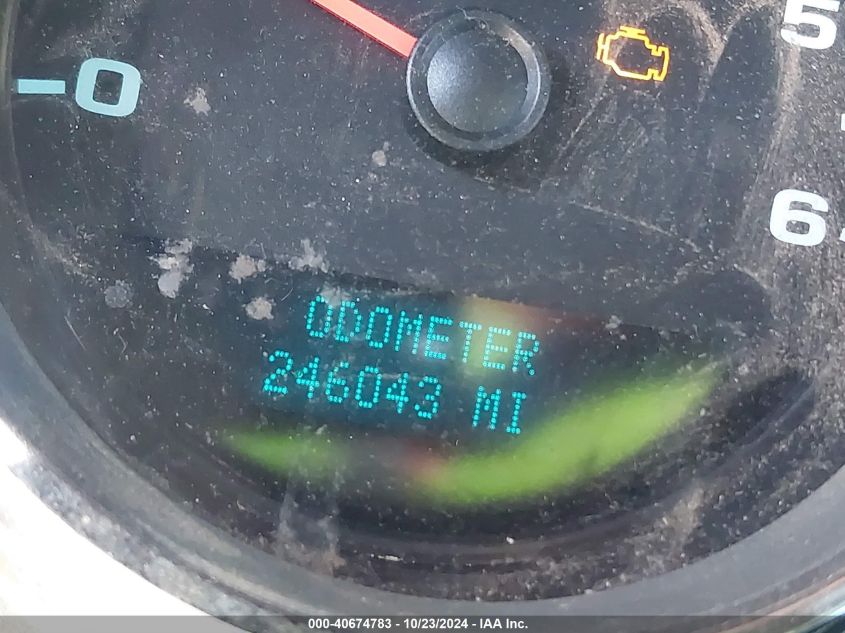 5
0
6
ODOMETER
246043 MI
000-40674783 - 10/23/2024 - IAA Inc.